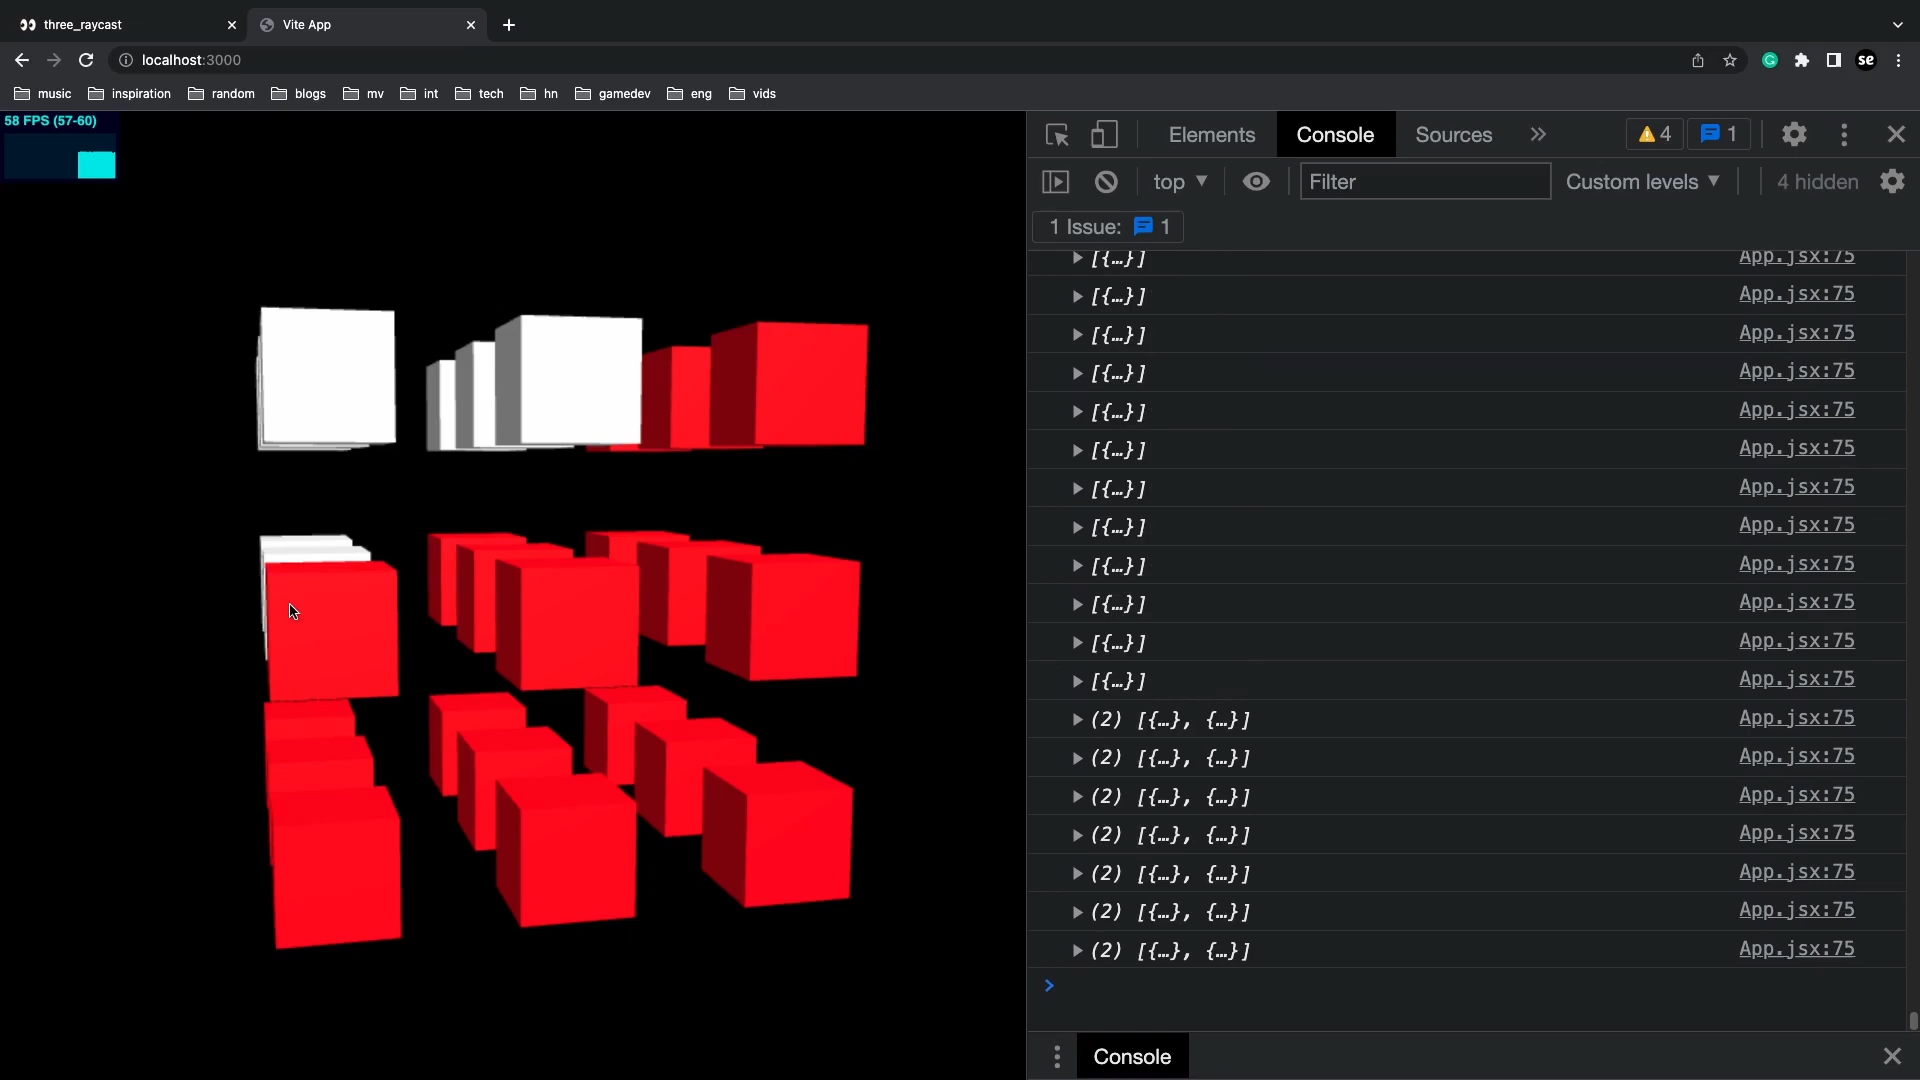 three_raycast
Vite App
localhost:3000
se
music inspiration random blogs mv int tech hn gamedev eng vids
58 FPS (57-60)
Elements Console Sources 4 1
top Filter Custom levels 4 hidden
1 Issue: 1
[{…}] App.jsx:75
[{…}] App.jsx:75
[{…}] App.jsx:75
[{…}] App.jsx:75
[{…}] App.jsx:75
[{…}] App.jsx:75
[{…}] App.jsx:75
[{…}] App.jsx:75
[{…}] App.jsx:75
[{…}] App.jsx:75
[{…}] App.jsx:75
[{…}] App.jsx:75
(2) [{…}, {…}] App.jsx:75
(2) [{…}, {…}] App.jsx:75
(2) [{…}, {…}] App.jsx:75
(2) [{…}, {…}] App.jsx:75
(2) [{…}, {…}] App.jsx:75
(2) [{…}, {…}] App.jsx:75
(2) [{…}, {…}] App.jsx:75
Console